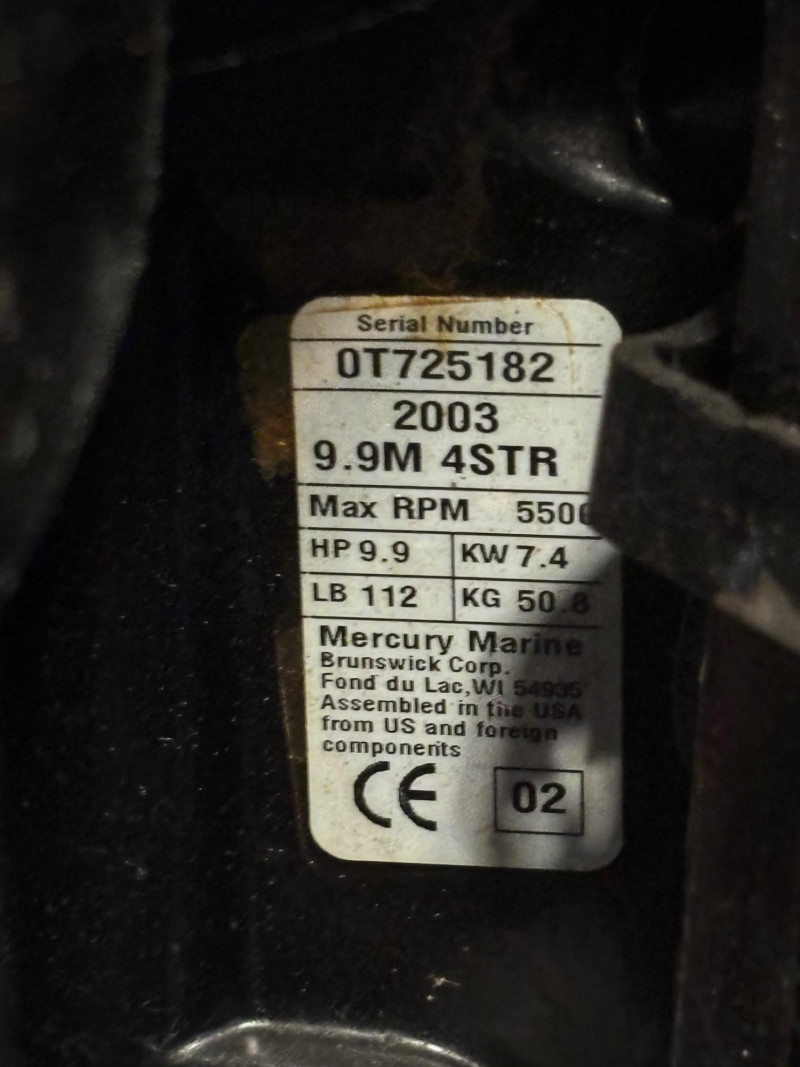 Serial Number
0T725182
2003
9.9M 4STR
Max RPM 5500
HP 9.9 KW 7.4
LB 112 KG 50.8
Mercury Marine
Brunswick Corp.
Fond du Lac,WI 54935
Assembled in the USA
from US and foreign
components
CE 02